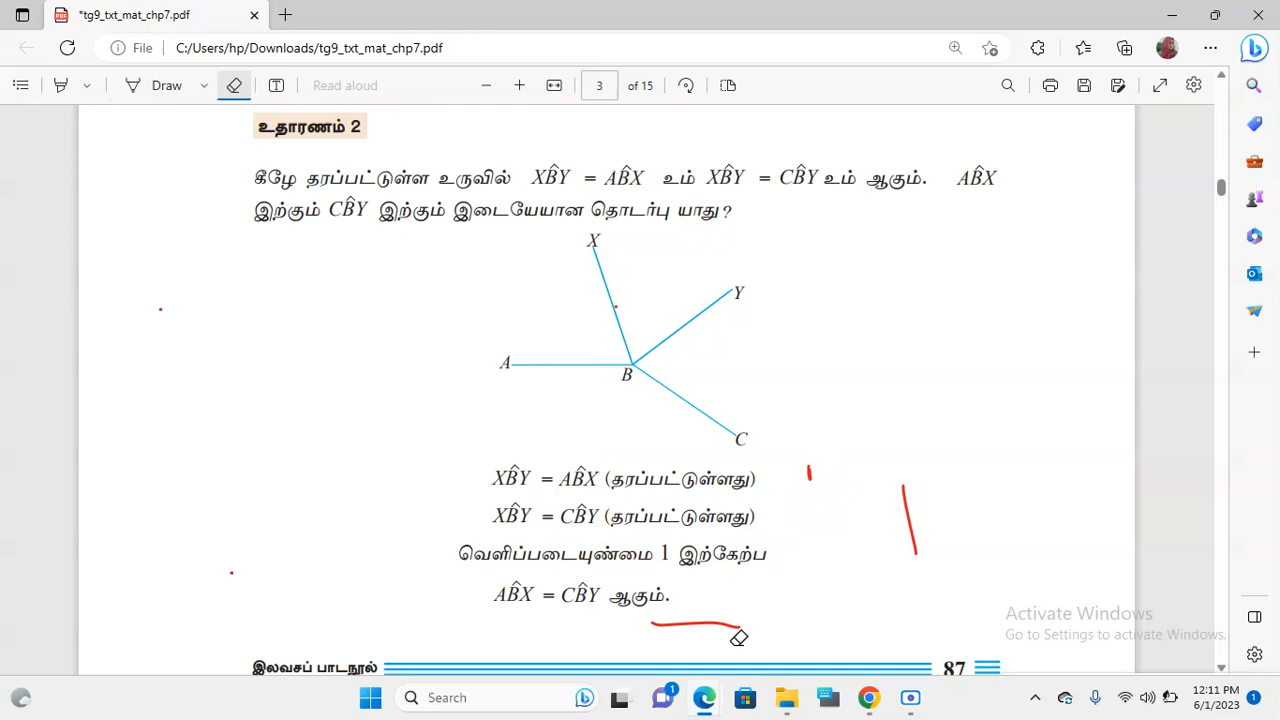 *tg9_txt_mat_chp7.pdf
File C:/Users/hp/Downloads/tg9_txt_mat_chp7.pdf
Draw Read aloud 3 of 15
உதாரணம் 2
கீழே தரப்பட்டுள்ள உருவில் XB̂Y = AB̂X உம் XB̂Y = CB̂Y உம் ஆகும். AB̂X
இற்கும் CB̂Y இற்கும் இடையேயான தொடர்பு யாது?
X
Y
A
B
C
XB̂Y = AB̂X (தரப்பட்டுள்ளது)
XB̂Y = CB̂Y (தரப்பட்டுள்ளது)
வெளிப்படையுண்மை 1 இற்கேற்ப
AB̂X = CB̂Y ஆகும்.
Activate Windows
Go to Settings to activate Windows.
இலவசப் பாடநூல் 87
Search
1
12:11 PM
6/1/2023